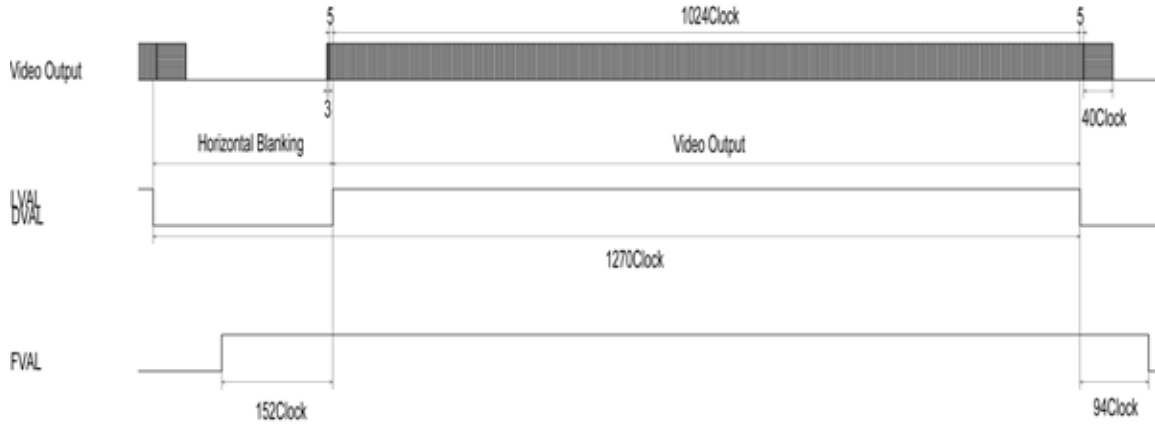 5 1024Clock 5
Video Output
3
40Clock
Horizontal Blanking Video Output
LVAL
DVAL
1270Clock
FVAL
152Clock 94Clock